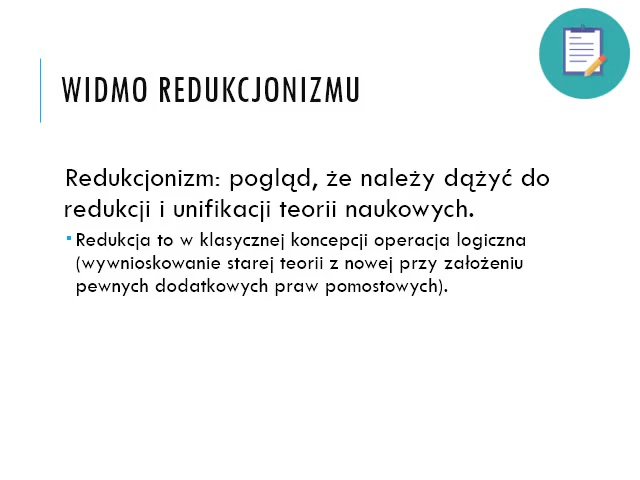 WIDMO REDUKCJONIZMU
Redukcjonizm: pogląd, że należy dążyć do
redukcji i unifikacji teorii naukowych.
▪ Redukcja to w klasycznej koncepcji operacja logiczna
(wywnioskowanie starej teorii z nowej przy założeniu
pewnych dodatkowych praw pomostowych).